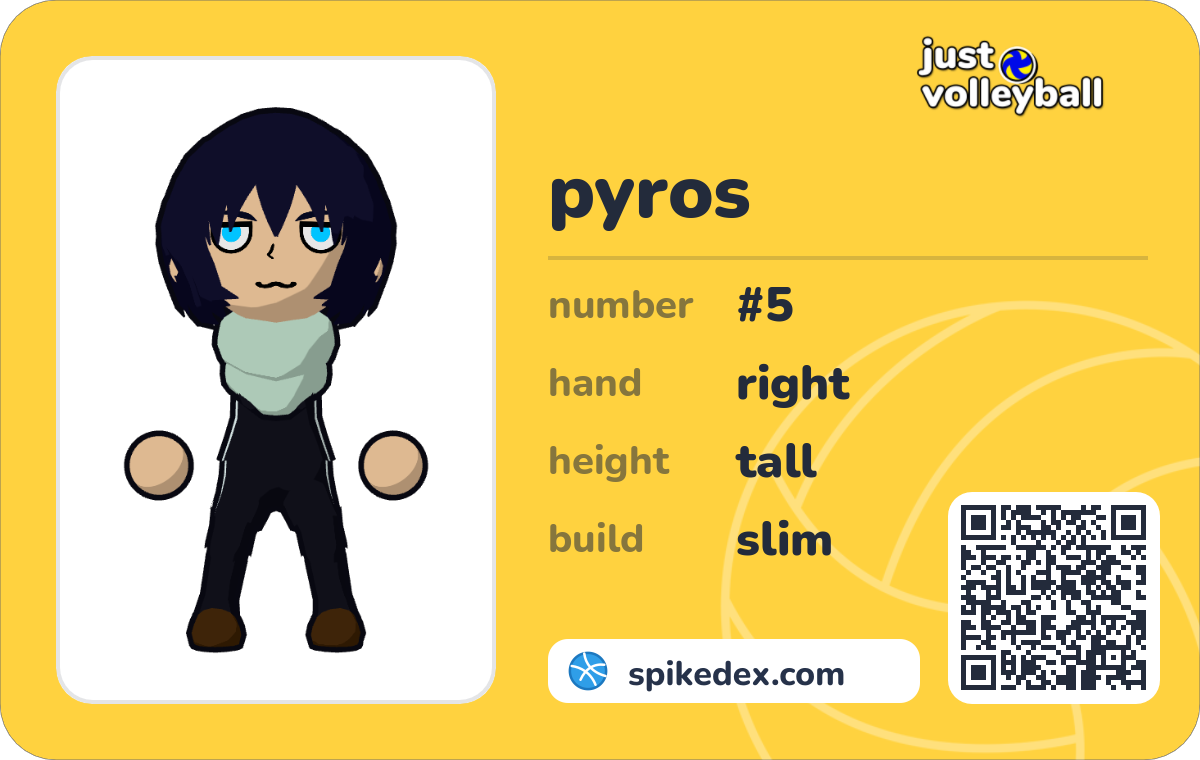 just
volleyball
pyros
number #5
hand right
height tall
build slim
spikedex.com